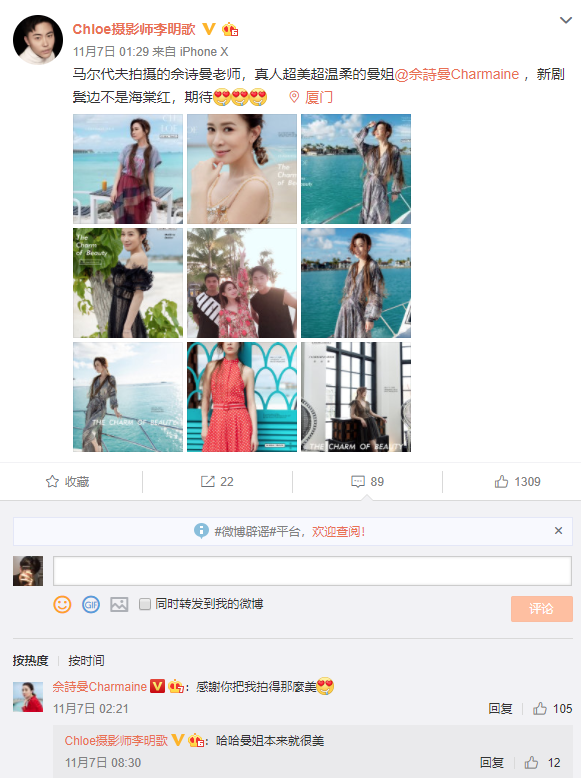 Chloe摄影师李明歌
11月7日 01:29 来自 iPhone X
马尔代夫拍摄的佘诗曼老师，真人超美超温柔的曼姐@佘詩曼Charmaine ，新剧
鬓边不是海棠红，期待 厦门
The
Charm
of Beauty
The
Charm
of Beauty
THE CHARM OF BEAUTY
THE CHARM OF BEAUTY
收藏
22
89
1309
#微博辟谣#平台，欢迎查阅！
×
GIF
同时转发到我的微博
评论
按热度 按时间
佘詩曼Charmaine V ：感謝你把我拍得那麼美
11月7日 02:21
回复
105
Chloe摄影师李明歌 ：哈哈曼姐本来就很美
11月7日 08:30
回复
12